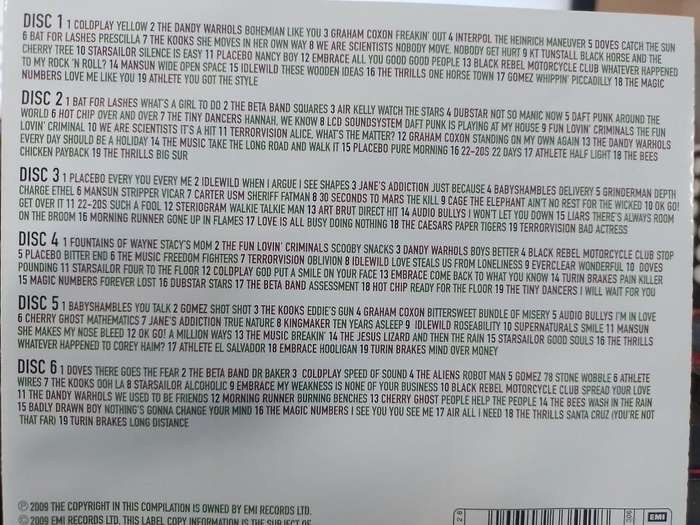 DISC 1 1 COLDPLAY YELLOW 2 THE DANDY WARHOLS BOHEMIAN LIKE YOU 3 GRAHAM COXON FREAKIN' OUT 4 INTERPOL THE HEINRICH MANEUVER 5 DOVES CATCH THE SUN
6 BAT FOR LASHES PRESCILLA 7 THE KOOKS SHE MOVES IN HER OWN WAY 8 WE ARE SCIENTISTS NOBODY MOVE, NOBODY GET HURT 9 KT TUNSTALL BLACK HORSE AND THE
CHERRY TREE 10 STARSAILOR SILENCE IS EASY 11 PLACEBO NANCY BOY 12 EMBRACE ALL YOU GOOD GOOD PEOPLE 13 BLACK REBEL MOTORCYCLE CLUB WHATEVER HAPPENED
TO MY ROCK 'N ROLL? 14 MANSUN WIDE OPEN SPACE 15 IDLEWILD THESE WOODEN IDEAS 16 THE THRILLS ONE HORSE TOWN 17 GOMEZ WHIPPIN' PICCADILLY 18 THE MAGIC
NUMBERS LOVE ME LIKE YOU 19 ATHLETE YOU GOT THE STYLE
DISC 2 1 BAT FOR LASHES WHAT'S A GIRL TO DO 2 THE BETA BAND SQUARES 3 AIR KELLY WATCH THE STARS 4 DUBSTAR NOT SO MANIC NOW 5 DAFT PUNK AROUND THE
WORLD 6 HOT CHIP OVER AND OVER 7 THE TINY DANCERS HANNAH, WE KNOW 8 LCD SOUNDSYSTEM DAFT PUNK IS PLAYING AT MY HOUSE 9 FUN LOVIN' CRIMINALS THE FUN
LOVIN' CRIMINAL 10 WE ARE SCIENTISTS IT'S A HIT 11 TERRORVISION ALICE, WHAT'S THE MATTER? 12 GRAHAM COXON STANDING ON MY OWN AGAIN 13 THE DANDY WARHOLS
EVERY DAY SHOULD BE A HOLIDAY 14 THE MUSIC TAKE THE LONG ROAD AND WALK IT 15 PLACEBO PURE MORNING 16 22-20S 22 DAYS 17 ATHLETE HALF LIGHT 18 THE BEES
CHICKEN PAYBACK 19 THE THRILLS BIG SUR
DISC 3 1 PLACEBO EVERY YOU EVERY ME 2 IDLEWILD WHEN I ARGUE I SEE SHAPES 3 JANE'S ADDICTION JUST BECAUSE 4 BABYSHAMBLES DELIVERY 5 GRINDERMAN DEPTH
CHARGE ETHEL 6 MANSUN STRIPPER VICAR 7 CARTER USM SHERIFF FATMAN 8 30 SECONDS TO MARS THE KILL 9 CAGE THE ELEPHANT AIN'T NO REST FOR THE WICKED 10 OK GO!
GET OVER IT 11 22-20S SUCH A FOOL 12 STERIOGRAM WALKIE TALKIE MAN 13 ART BRUT DIRECT HIT 14 AUDIO BULLYS I WON'T LET YOU DOWN 15 LIARS THERE'S ALWAYS ROOM
ON THE BROOM 16 MORNING RUNNER GONE UP IN FLAMES 17 LOVE IS ALL BUSY DOING NOTHING 18 THE CAESARS PAPER TIGERS 19 TERRORVISION BAD ACTRESS
DISC 4 1 FOUNTAINS OF WAYNE STACY'S MOM 2 THE FUN LOVIN' CRIMINALS SCOOBY SNACKS 3 DANDY WARHOLS BOYS BETTER 4 BLACK REBEL MOTORCYCLE CLUB STOP
5 PLACEBO BITTER END 6 THE MUSIC FREEDOM FIGHTERS 7 TERRORVISION OBLIVION 8 IDLEWILD LOVE STEALS US FROM LONELINESS 9 EVERCLEAR WONDERFUL 10 DOVES
POUNDING 11 STARSAILOR FOUR TO THE FLOOR 12 COLDPLAY GOD PUT A SMILE ON YOUR FACE 13 EMBRACE COME BACK TO WHAT YOU KNOW 14 TURIN BRAKES PAIN KILLER
15 MAGIC NUMBERS FOREVER LOST 16 DUBSTAR STARS 17 THE BETA BAND ASSESSMENT 18 HOT CHIP READY FOR THE FLOOR 19 THE TINY DANCERS I WILL WAIT FOR YOU
DISC 5 1 BABYSHAMBLES YOU TALK 2 GOMEZ SHOT SHOT 3 THE KOOKS EDDIE'S GUN 4 GRAHAM COXON BITTERSWEET BUNDLE OF MISERY 5 AUDIO BULLYS I'M IN LOVE
6 CHERRY GHOST MATHEMATICS 7 JANE'S ADDICTION TRUE NATURE 8 KINGMAKER TEN YEARS ASLEEP 9 IDLEWILD ROSEABILITY 10 SUPERNATURALS SMILE 11 MANSUN
SHE MAKES MY NOSE BLEED 12 OK GO! A MILLION WAYS 13 THE MUSIC BREAKIN' 14 THE JESUS LIZARD AND THEN THE RAIN 15 STARSAILOR GOOD SOULS 16 THE THRILLS
WHATEVER HAPPENED TO COREY HAIM? 17 ATHLETE EL SALVADOR 18 EMBRACE HOOLIGAN 19 TURIN BRAKES MIND OVER MONEY
DISC 6 1 DOVES THERE GOES THE FEAR 2 THE BETA BAND DR BAKER 3 COLDPLAY SPEED OF SOUND 4 THE ALIENS ROBOT MAN 5 GOMEZ 78 STONE WOBBLE 6 ATHLETE
WIRES 7 THE KOOKS OOH LA 8 STARSAILOR ALCOHOLIC 9 EMBRACE MY WEAKNESS IS NONE OF YOUR BUSINESS 10 BLACK REBEL MOTORCYCLE CLUB SPREAD YOUR LOVE
11 THE DANDY WARHOLS WE USED TO BE FRIENDS 12 MORNING RUNNER BURNING BENCHES 13 CHERRY GHOST PEOPLE HELP THE PEOPLE 14 THE BEES WASH IN THE RAIN
15 BADLY DRAWN BOY NOTHING'S GONNA CHANGE YOUR MIND 16 THE MAGIC NUMBERS I SEE YOU YOU SEE ME 17 AIR ALL I NEED 18 THE THRILLS SANTA CRUZ (YOU'RE NOT
THAT FAR) 19 TURIN BRAKES LONG DISTANCE
℗ 2009 THE COPYRIGHT IN THIS COMPILATION IS OWNED BY EMI RECORDS LTD.
© 2009 EMI RECORDS LTD. THIS LABEL COPY INFORMATION IS THE SUBJECT OF
EMI